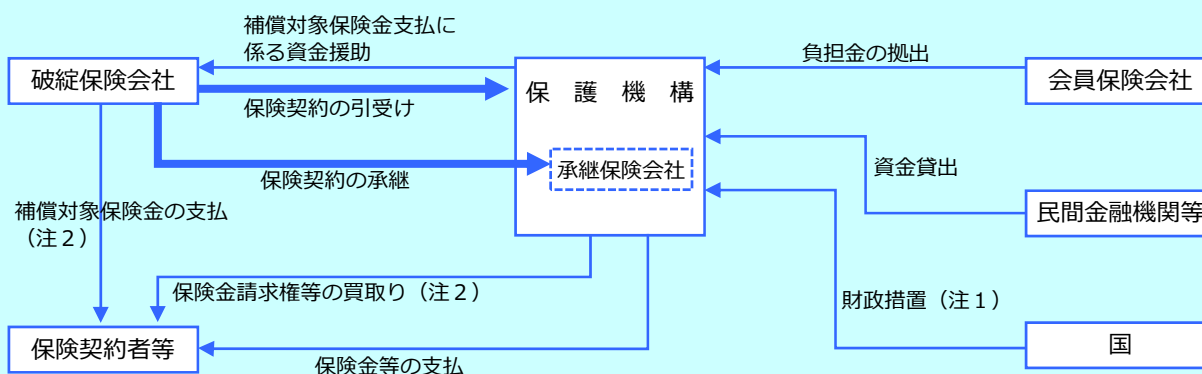 補償対象保険金支払に
係る資金援助
負担金の拠出
破綻保険会社
保護機構
会員保険会社
保険契約の引受け
承継保険会社
資金貸出
保険契約の承継
補償対象保険金の支払
（注２）
民間金融機関等
保険金請求権等の買取り（注２）
財政措置（注１）
保険契約者等
国
保険金等の支払